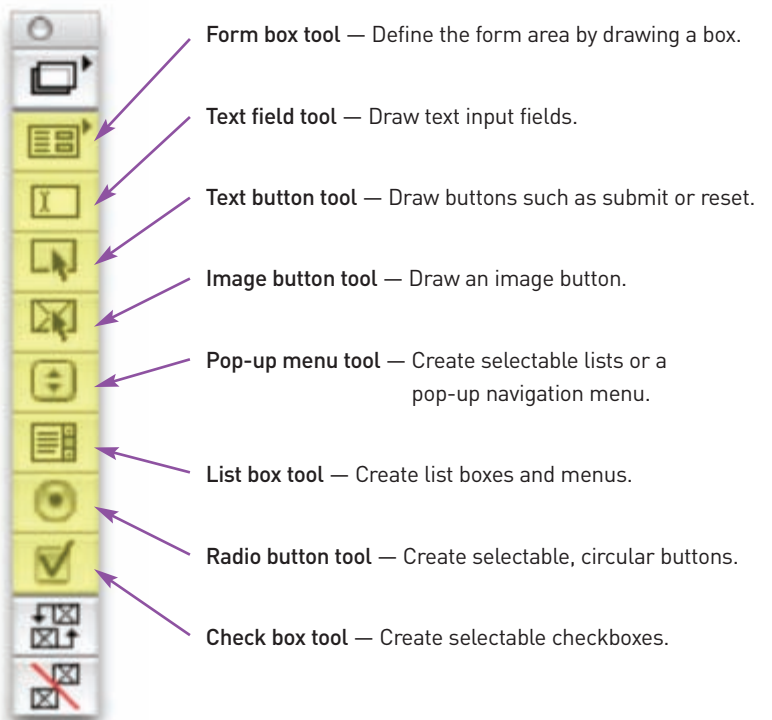 Form box tool — Define the form area by drawing a box.
Text field tool — Draw text input fields.
Text button tool — Draw buttons such as submit or reset.
Image button tool — Draw an image button.
Pop-up menu tool — Create selectable lists or a
pop-up navigation menu.
List box tool — Create list boxes and menus.
Radio button tool — Create selectable, circular buttons.
Check box tool — Create selectable checkboxes.